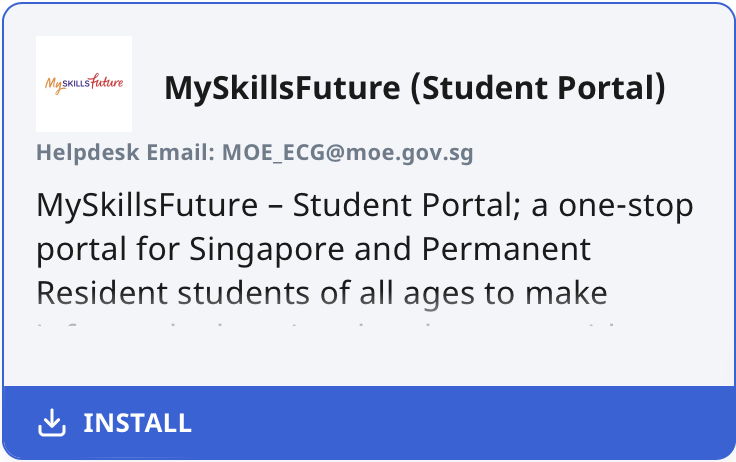 MySKILLSfuture
MySkillsFuture (Student Portal)
Helpdesk Email: MOE_ECG@moe.gov.sg
MySkillsFuture – Student Portal; a one-stop
portal for Singapore and Permanent
Resident students of all ages to make
INSTALL